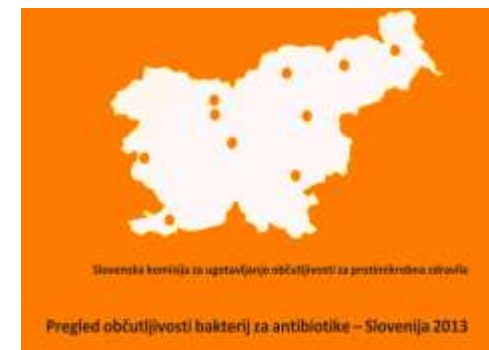 Slovenska komisija za ugotavljanje občutljivosti za protimikrobna zdravila
Pregled občutljivosti bakterij za antibiotike – Slovenija 2013